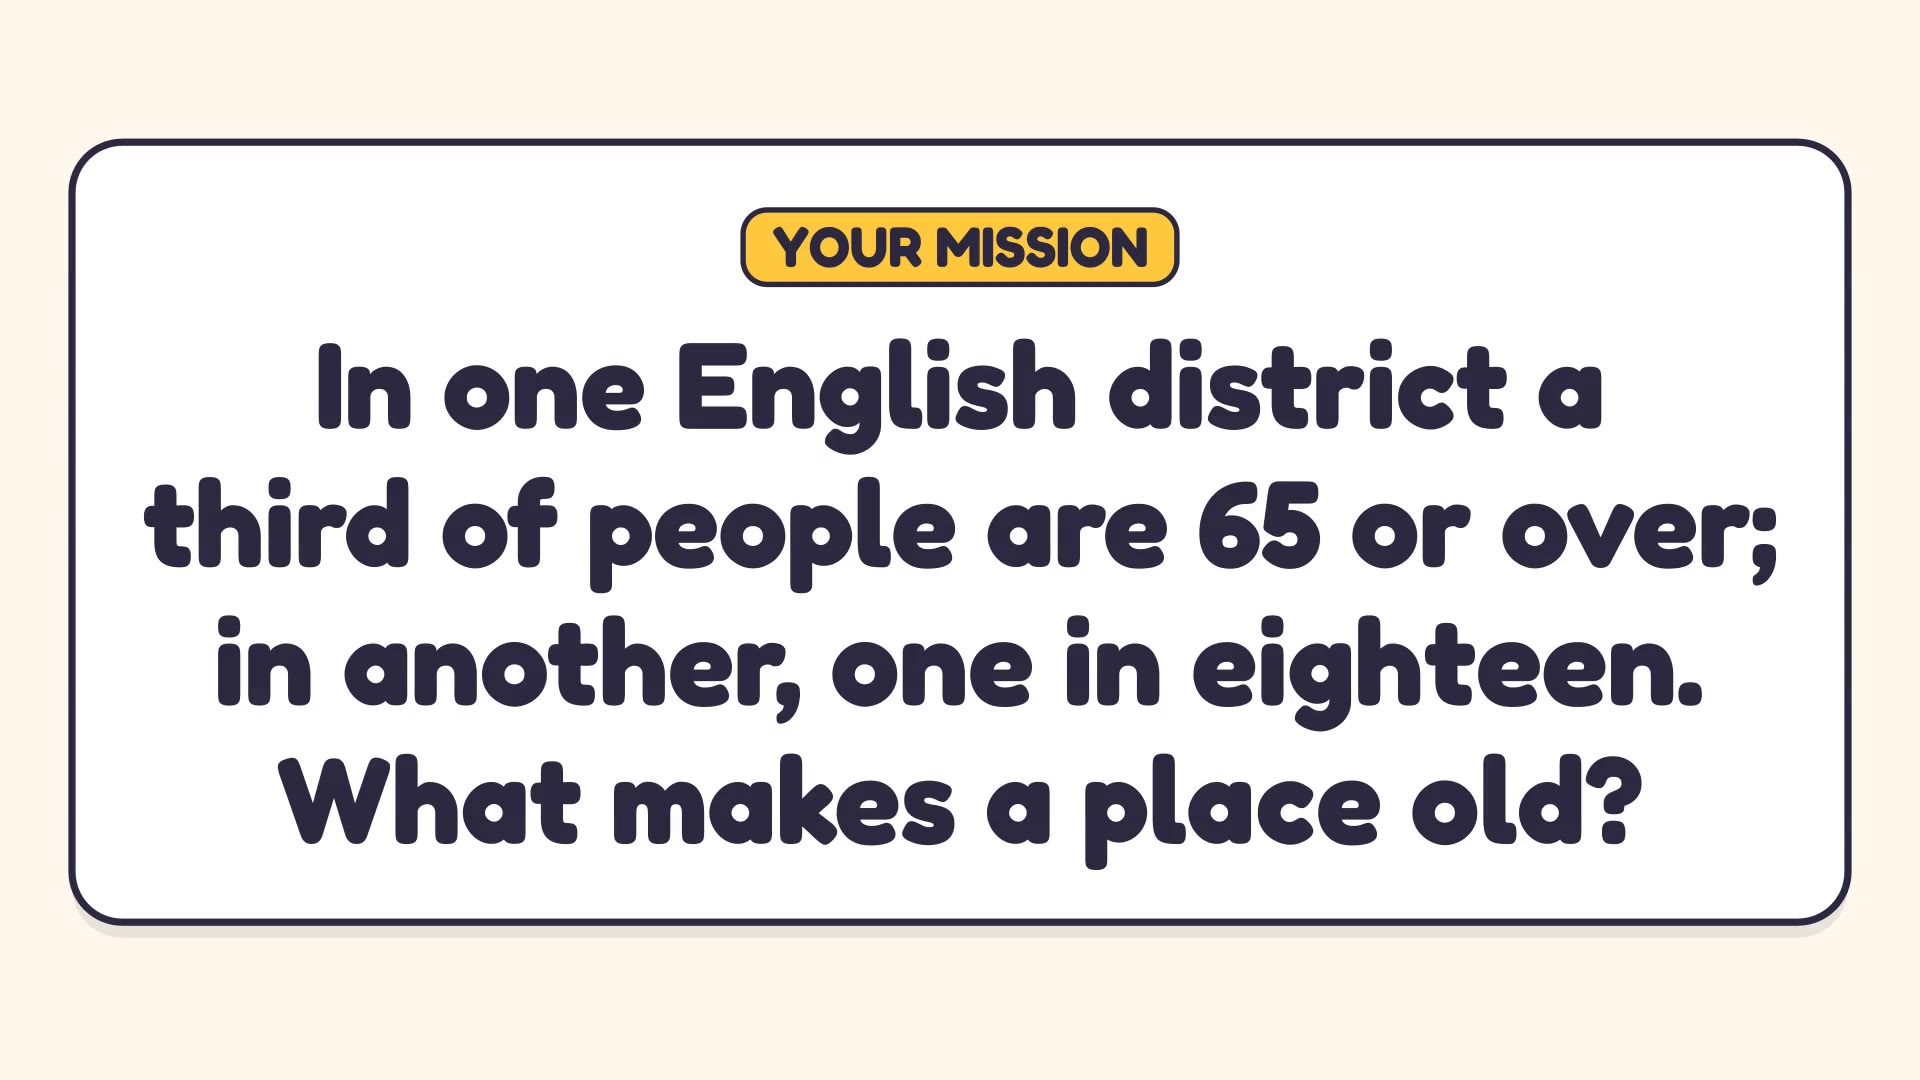 YOUR MISSION
In one English district a
third of people are 65 or over;
in another, one in eighteen.
What makes a place old?